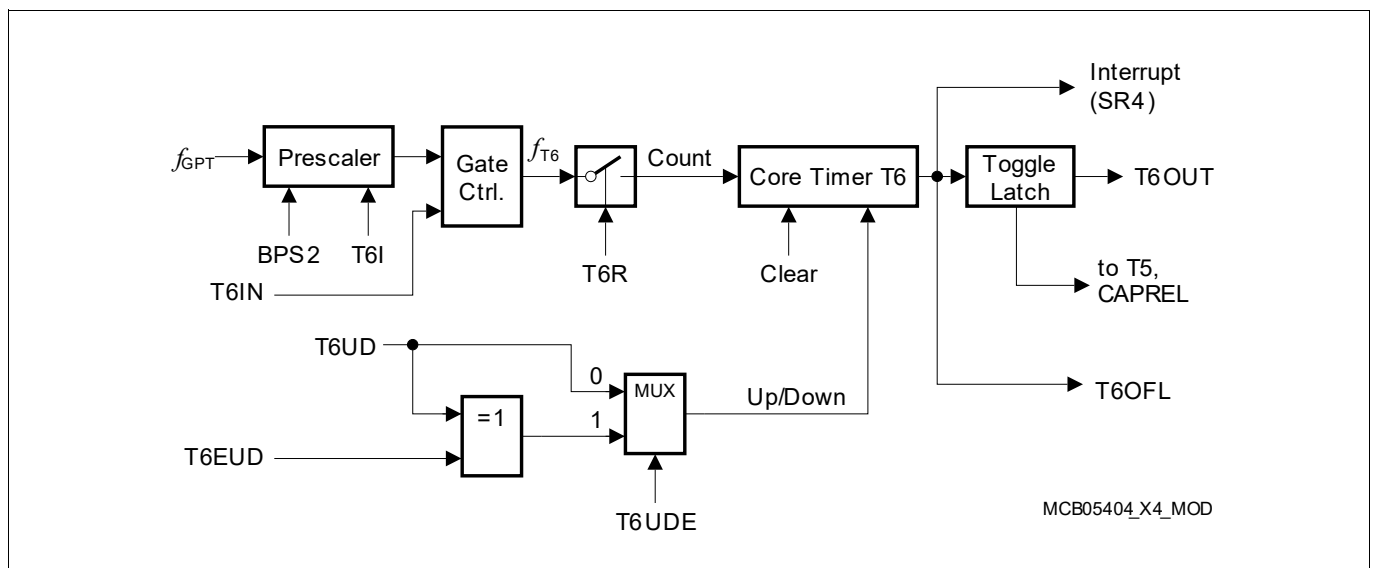 Interrupt
(SR4)
fGPT
Prescaler
Gate
Ctrl.
fT6
Count
Core Timer T6
Toggle
Latch
T6OUT
BPS2
T6I
T6IN
T6R
Clear
to T5,
CAPREL
T6UD
0
MUX
Up/Down
T6OFL
=1
1
T6EUD
T6UDE
MCB05404_X4_MOD